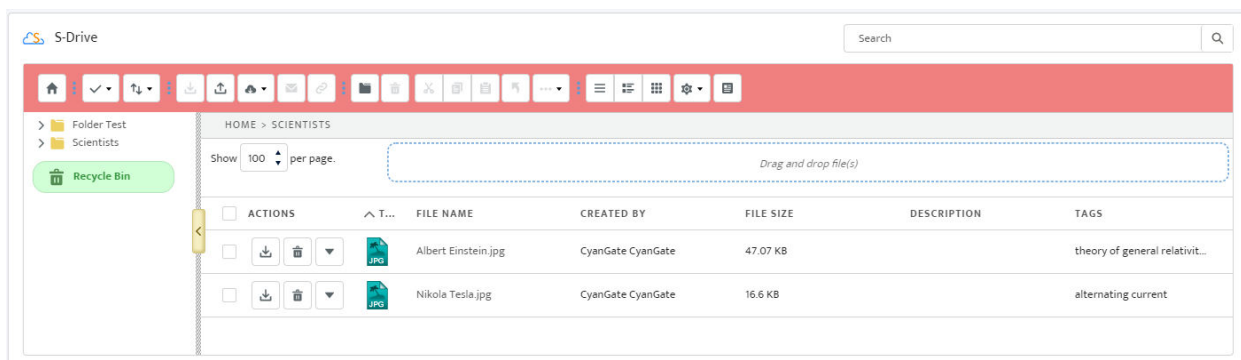 S-Drive
Search
Folder Test
Scientists
Recycle Bin
HOME > SCIENTISTS
Show 100 per page.
Drag and drop file(s)
ACTIONS T... FILE NAME CREATED BY FILE SIZE DESCRIPTION TAGS
JPG Albert Einstein.jpg CyanGate CyanGate 47.07 KB theory of general relativit...
JPG Nikola Tesla.jpg CyanGate CyanGate 16.6 KB alternating current